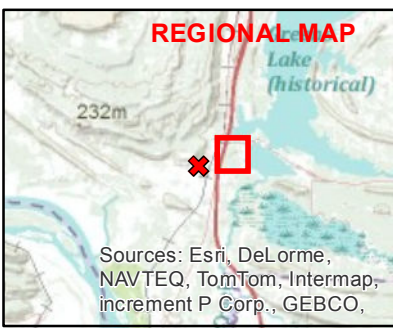 REGIONAL MAP
Lake
(historical)
232m
Sources: Esri, DeLorme,
NAVTEQ, TomTom, Intermap,
increment P Corp., GEBCO,